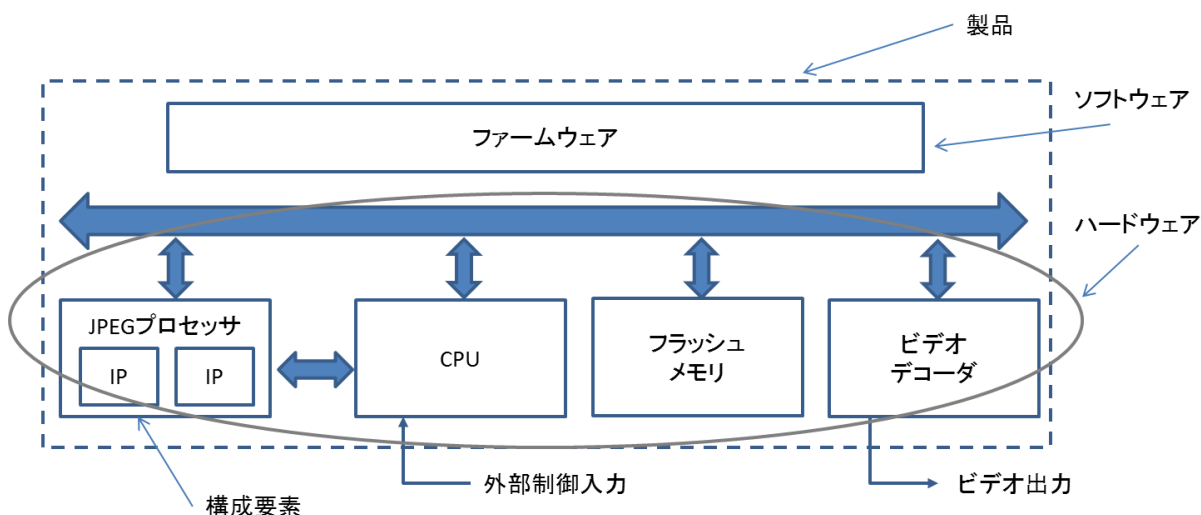 製品
ソフトウェア
ファームウェア
ハードウェア
JPEGプロセッサ
IP
IP
CPU
フラッシュ
メモリ
ビデオ
デコーダ
外部制御入力
ビデオ出力
構成要素